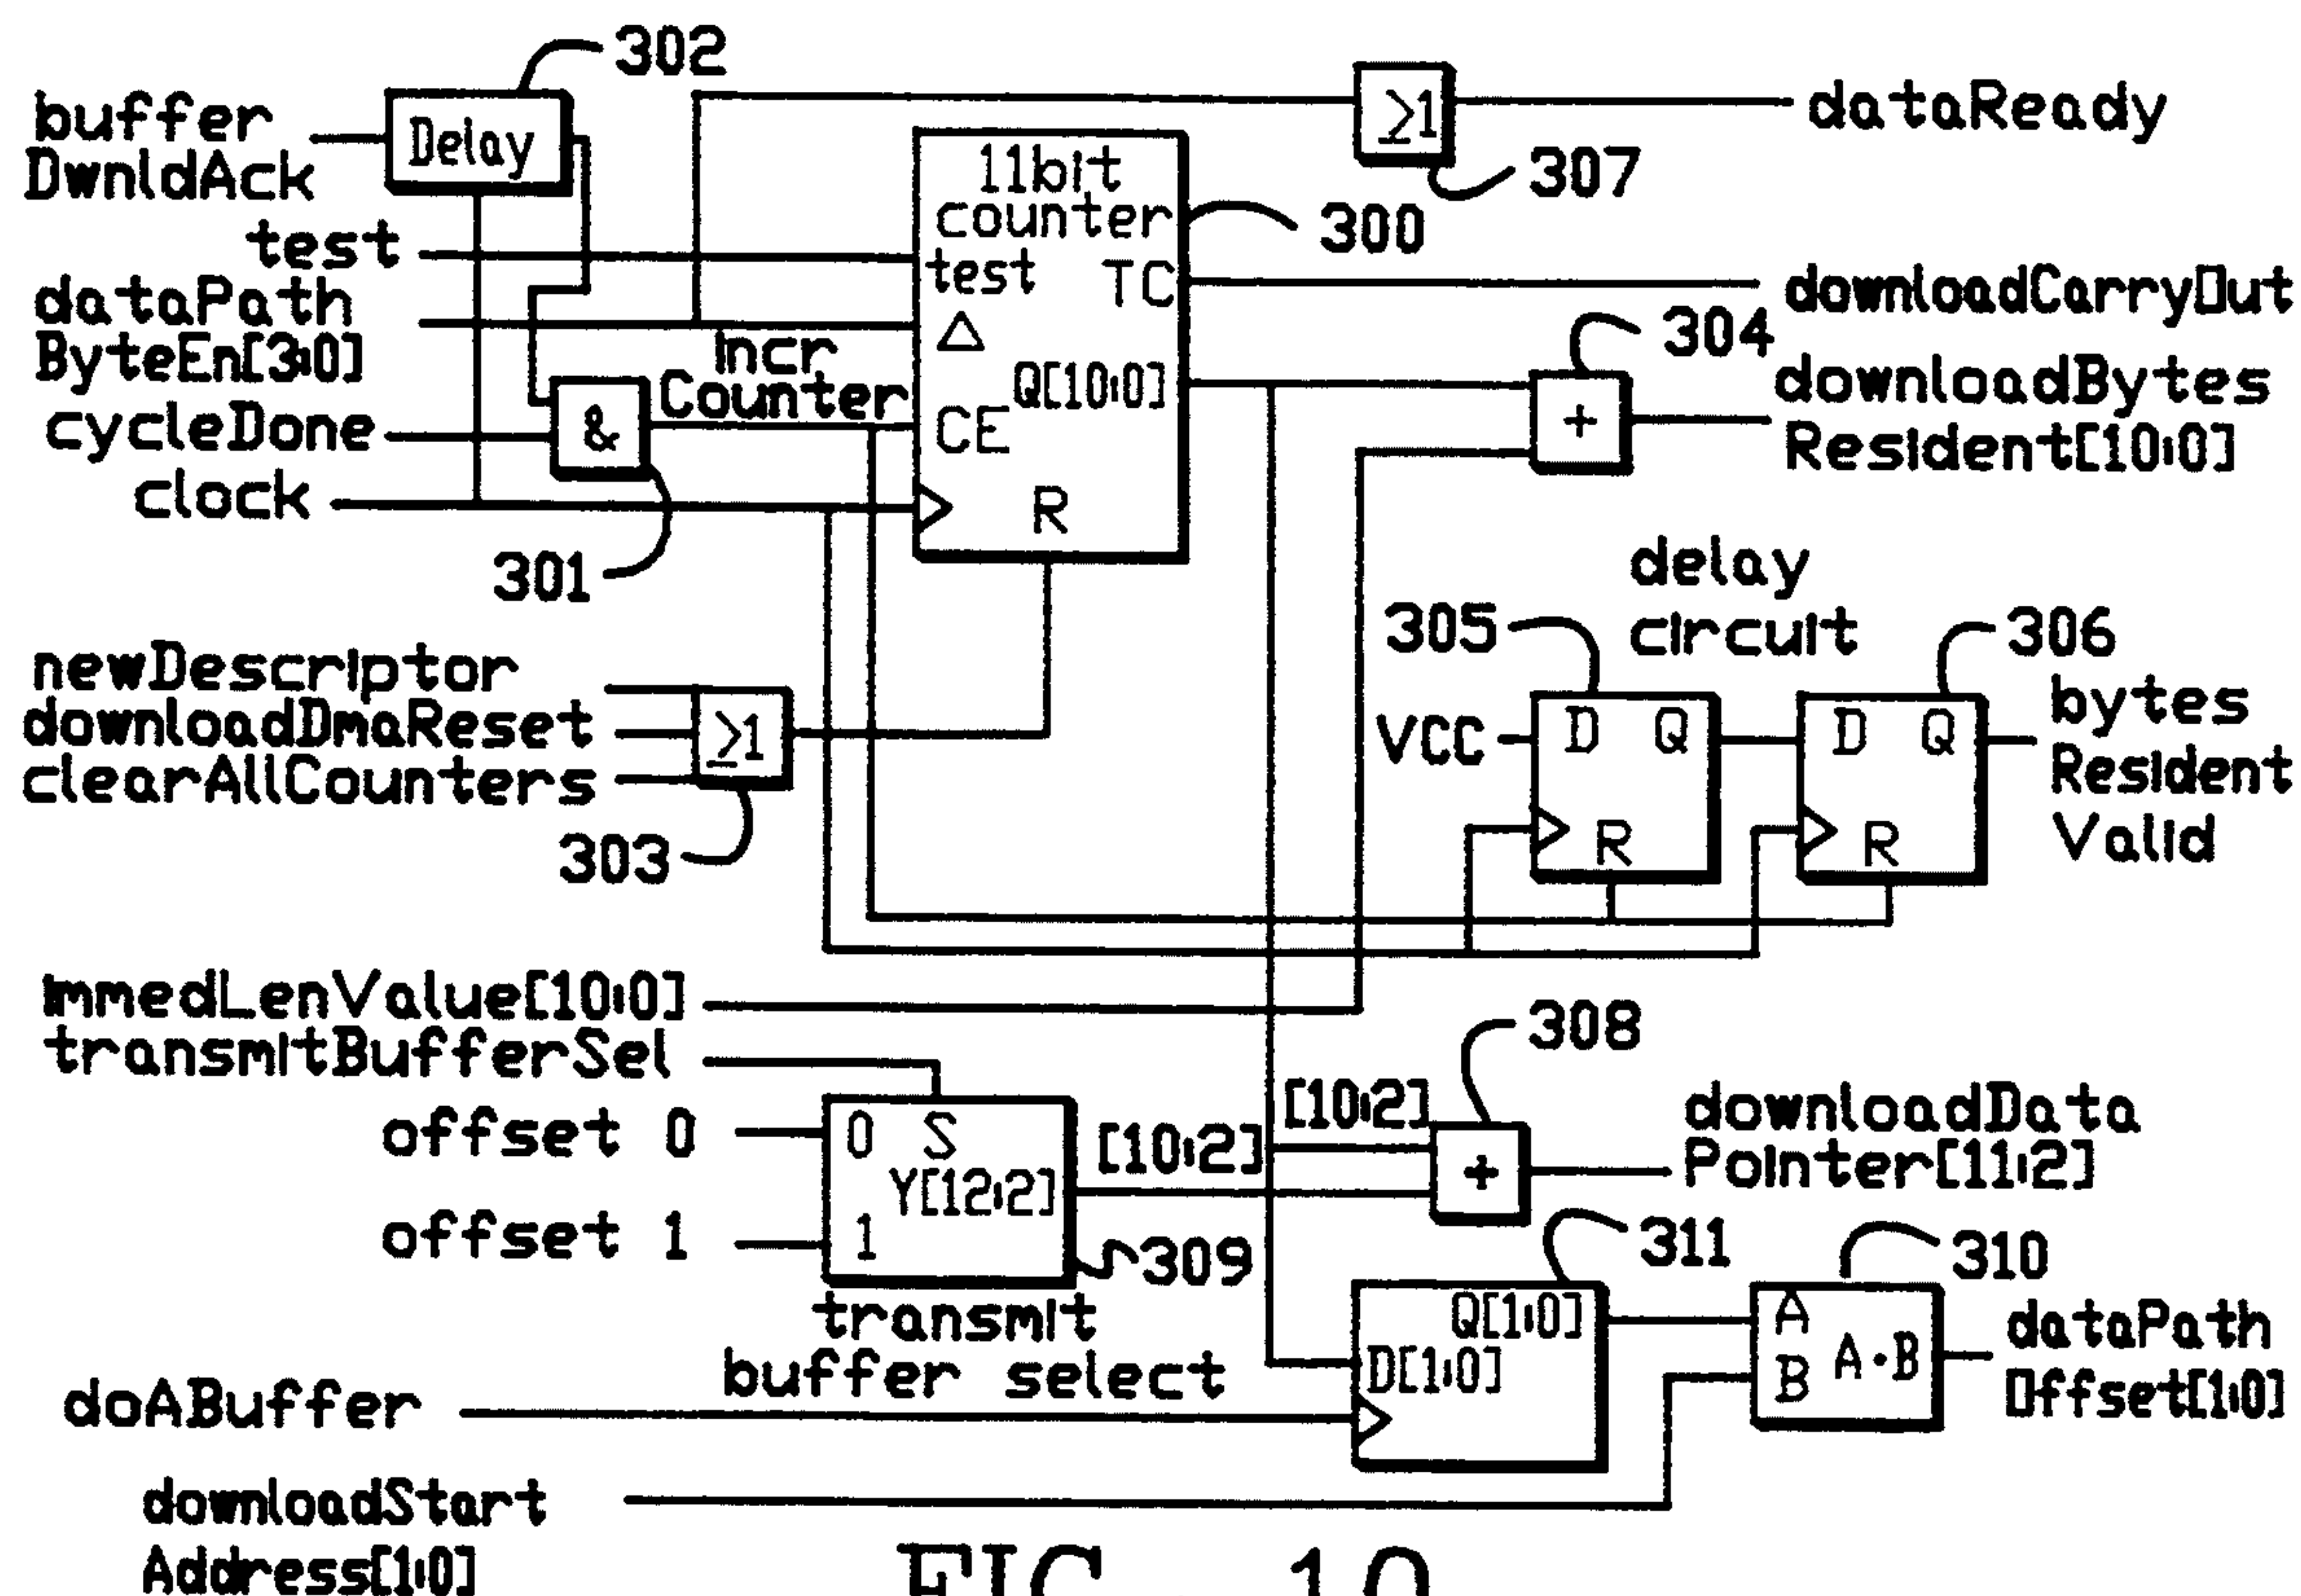 302
buffer
DwnldAck
Delay
≥1
dataReady
307
test
11bit
counter
300
test
TC
downloadCarryOut
dataPath
ByteEn[3:0]
Δ
Incr
Counter
Q[10:0]
304
+
downloadBytes
Resident[10:0]
cycleDone
&
CE
clock
R
301
delay
circuit
305
306
newDescriptor
downloadDmaReset
clearAllCounters
≥1
303
VCC
D Q
R
D Q
R
bytes
Resident
Valid
immedLenValue[10:0]
transmitBufferSel
308
offset 0
offset 1
0 S
Y[12:2]
1
309
transmit
buffer select
[10:2]
[10:2]
+
downloadData
Pointer[11:2]
311
310
Q[1:0]
D[1:0]
A
B
A·B
dataPath
Offset[1:0]
doABuffer
downloadStart
Address[1:0]
FIG. 10